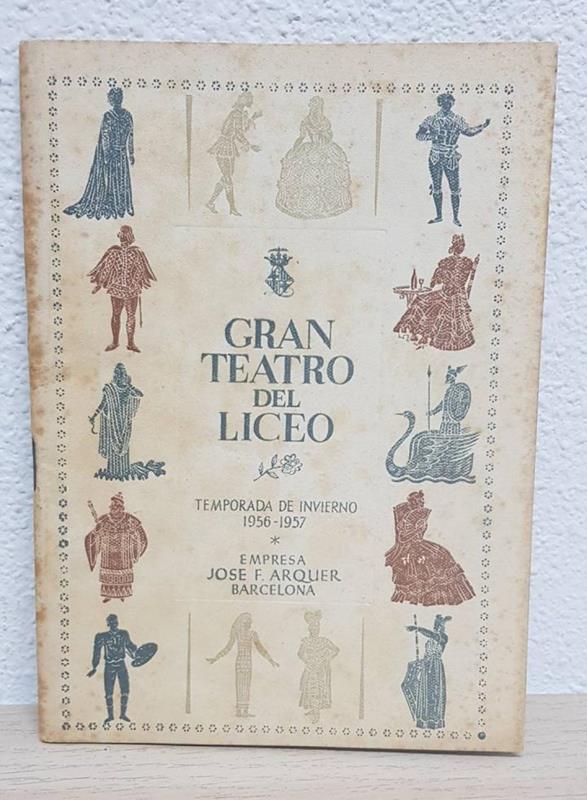 GRAN
TEATRO
DEL
LICEO
TEMPORADA DE INVIERNO
1956-1957
*
EMPRESA
JOSE F. ARQUER
BARCELONA